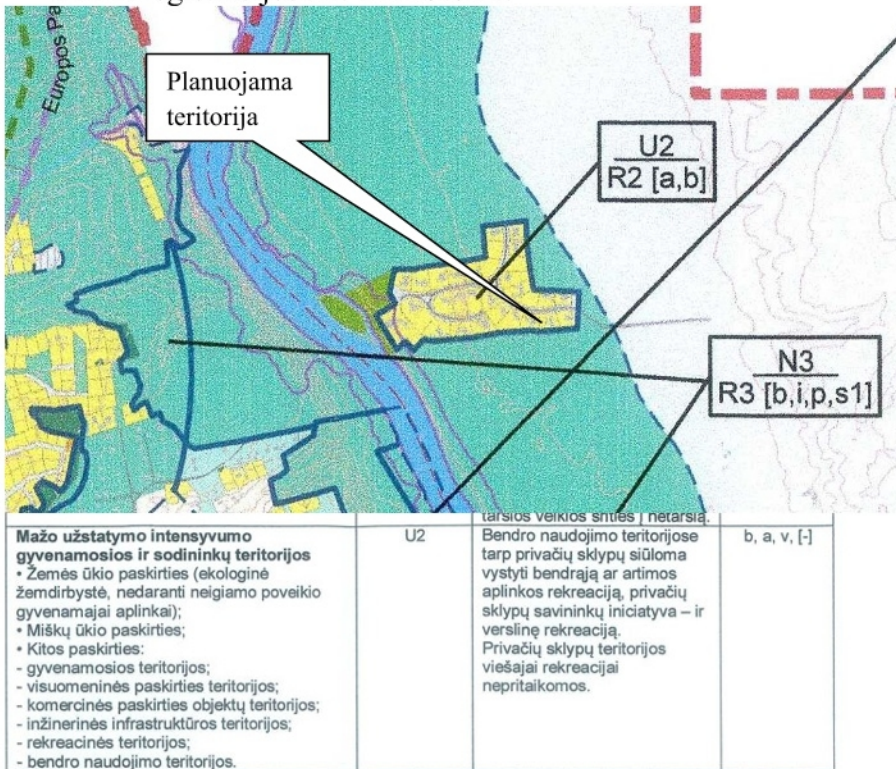 Europos Pa
Planuojama
teritorija
U2
R2 [a,b]
N3
R3 [b,i,p,s1]
taršios veiklos srities į netaršią.
Mažo užstatymo intensyvumo
gyvenamosios ir sodininkų teritorijos
• Žemės ūkio paskirties (ekologinė
žemdirbystė, nedaranti neigiamo poveikio
gyvenamajai aplinkai);
• Miškų ūkio paskirties;
• Kitos paskirties:
- gyvenamosios teritorijos;
- visuomeninės paskirties teritorijos;
- komercinės paskirties objektų teritorijos;
- inžinerinės infrastruktūros teritorijos;
- rekreacinės teritorijos;
- bendro naudojimo teritorijos.
U2
Bendro naudojimo teritorijose
tarp privačių sklypų siūloma
vystyti bendrąją ar artimos
aplinkos rekreaciją, privačių
sklypų savininkų iniciatyva – ir
verslinę rekreaciją.
Privačių sklypų teritorijos
viešajai rekreacijai
nepritaikomos.
b, a, v, [-]